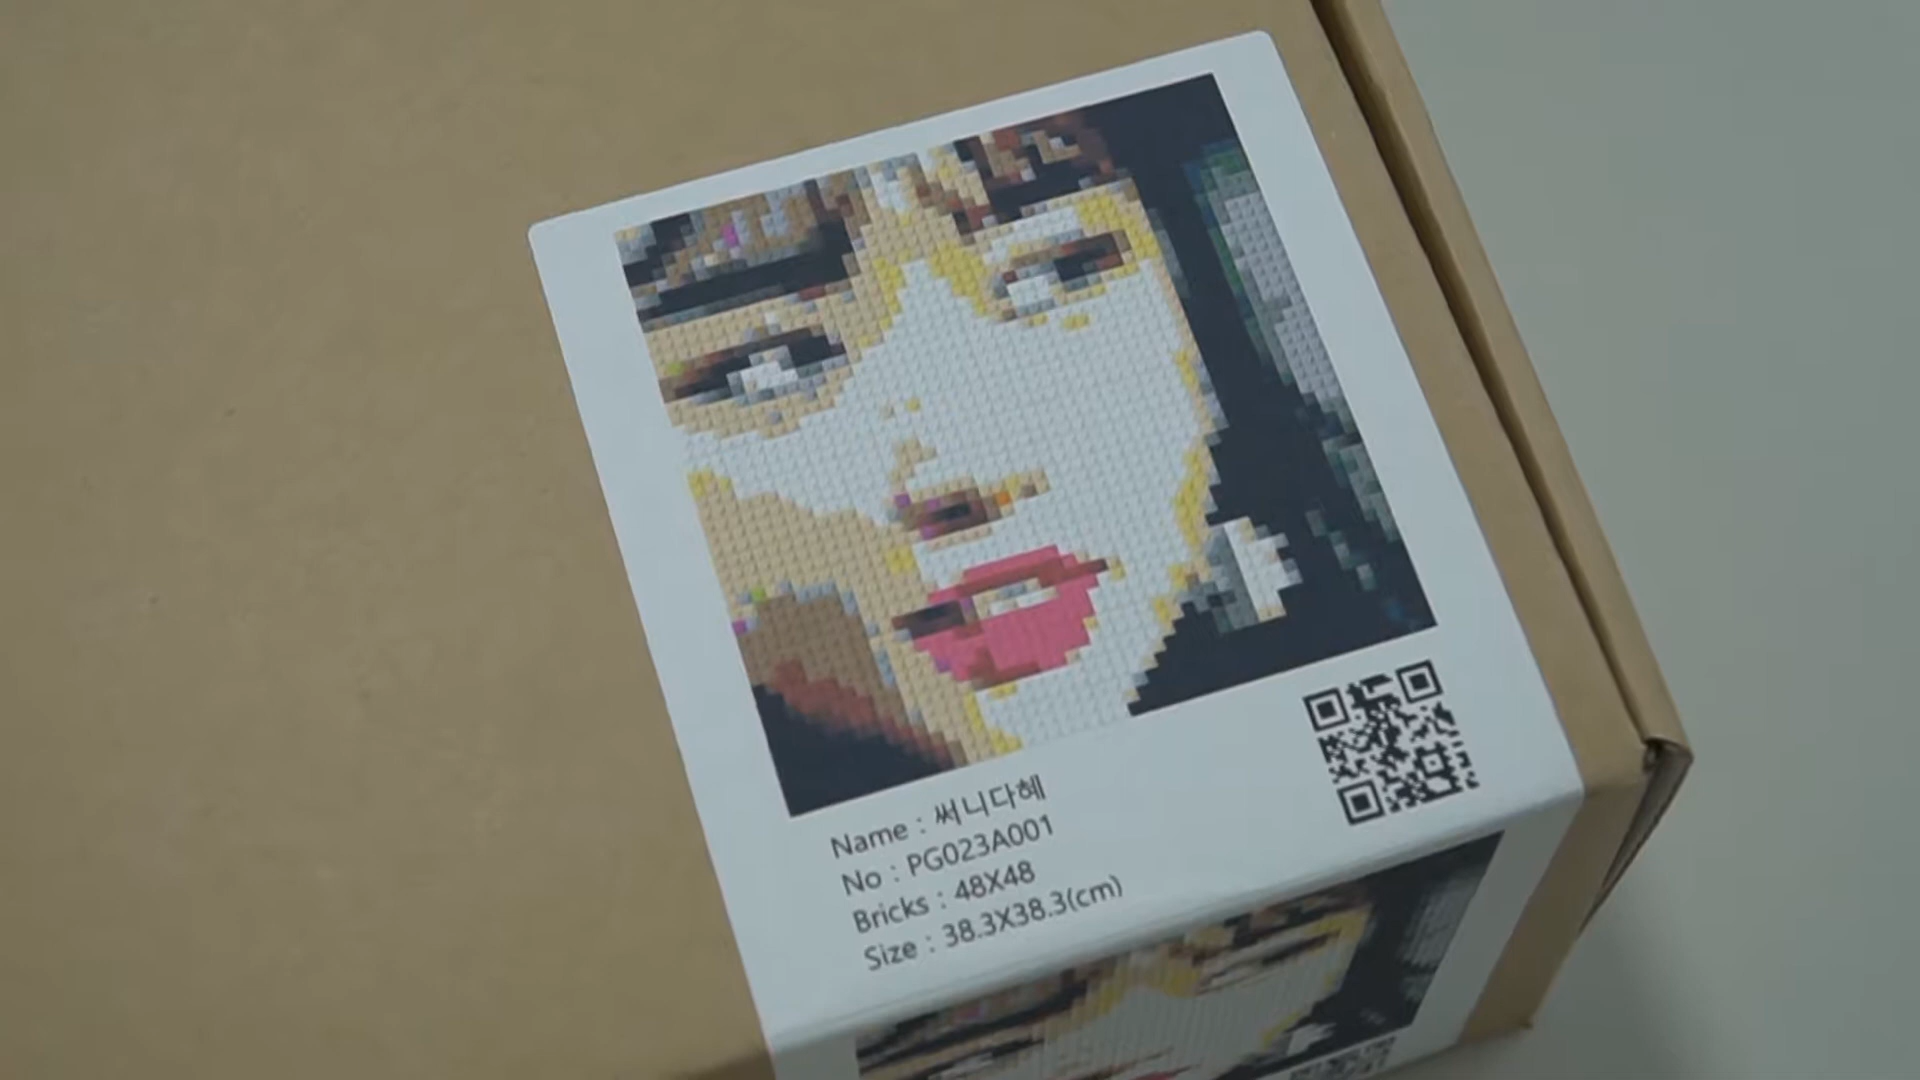 Name : 써니다혜
No : PG023A001
Bricks : 48X48
Size : 38.3X38.3(cm)